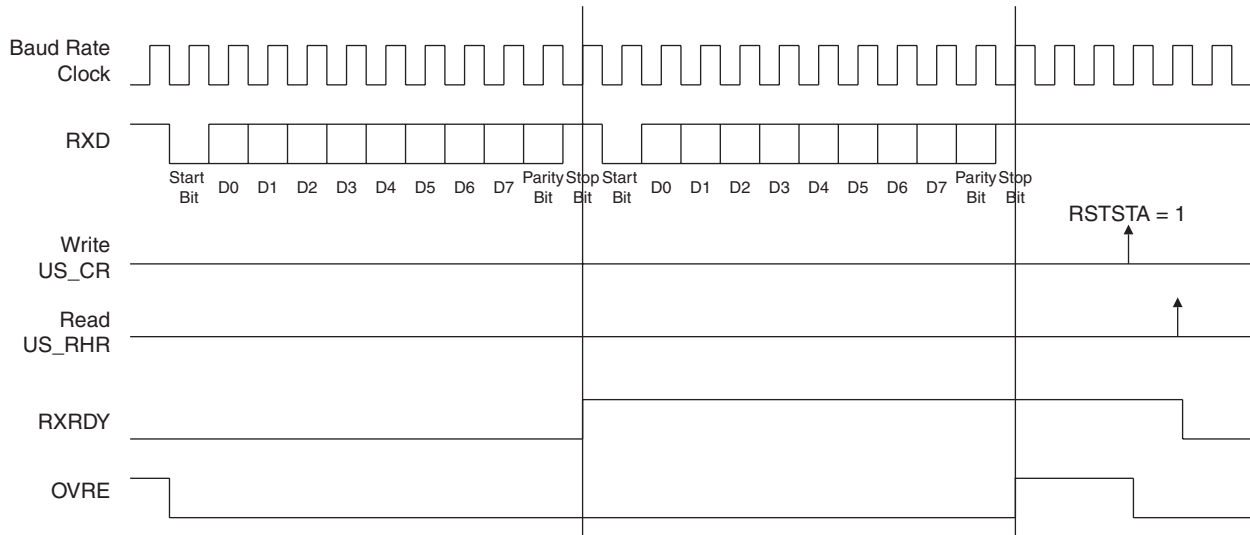 Baud Rate
Clock
RXD
Start
Bit
D0
D1
D2
D3
D4
D5
D6
D7
Parity
Bit
Stop
Bit
Start
Bit
D0
D1
D2
D3
D4
D5
D6
D7
Parity
Bit
Stop
Bit
RSTSTA = 1
Write
US_CR
Read
US_RHR
RXRDY
OVRE